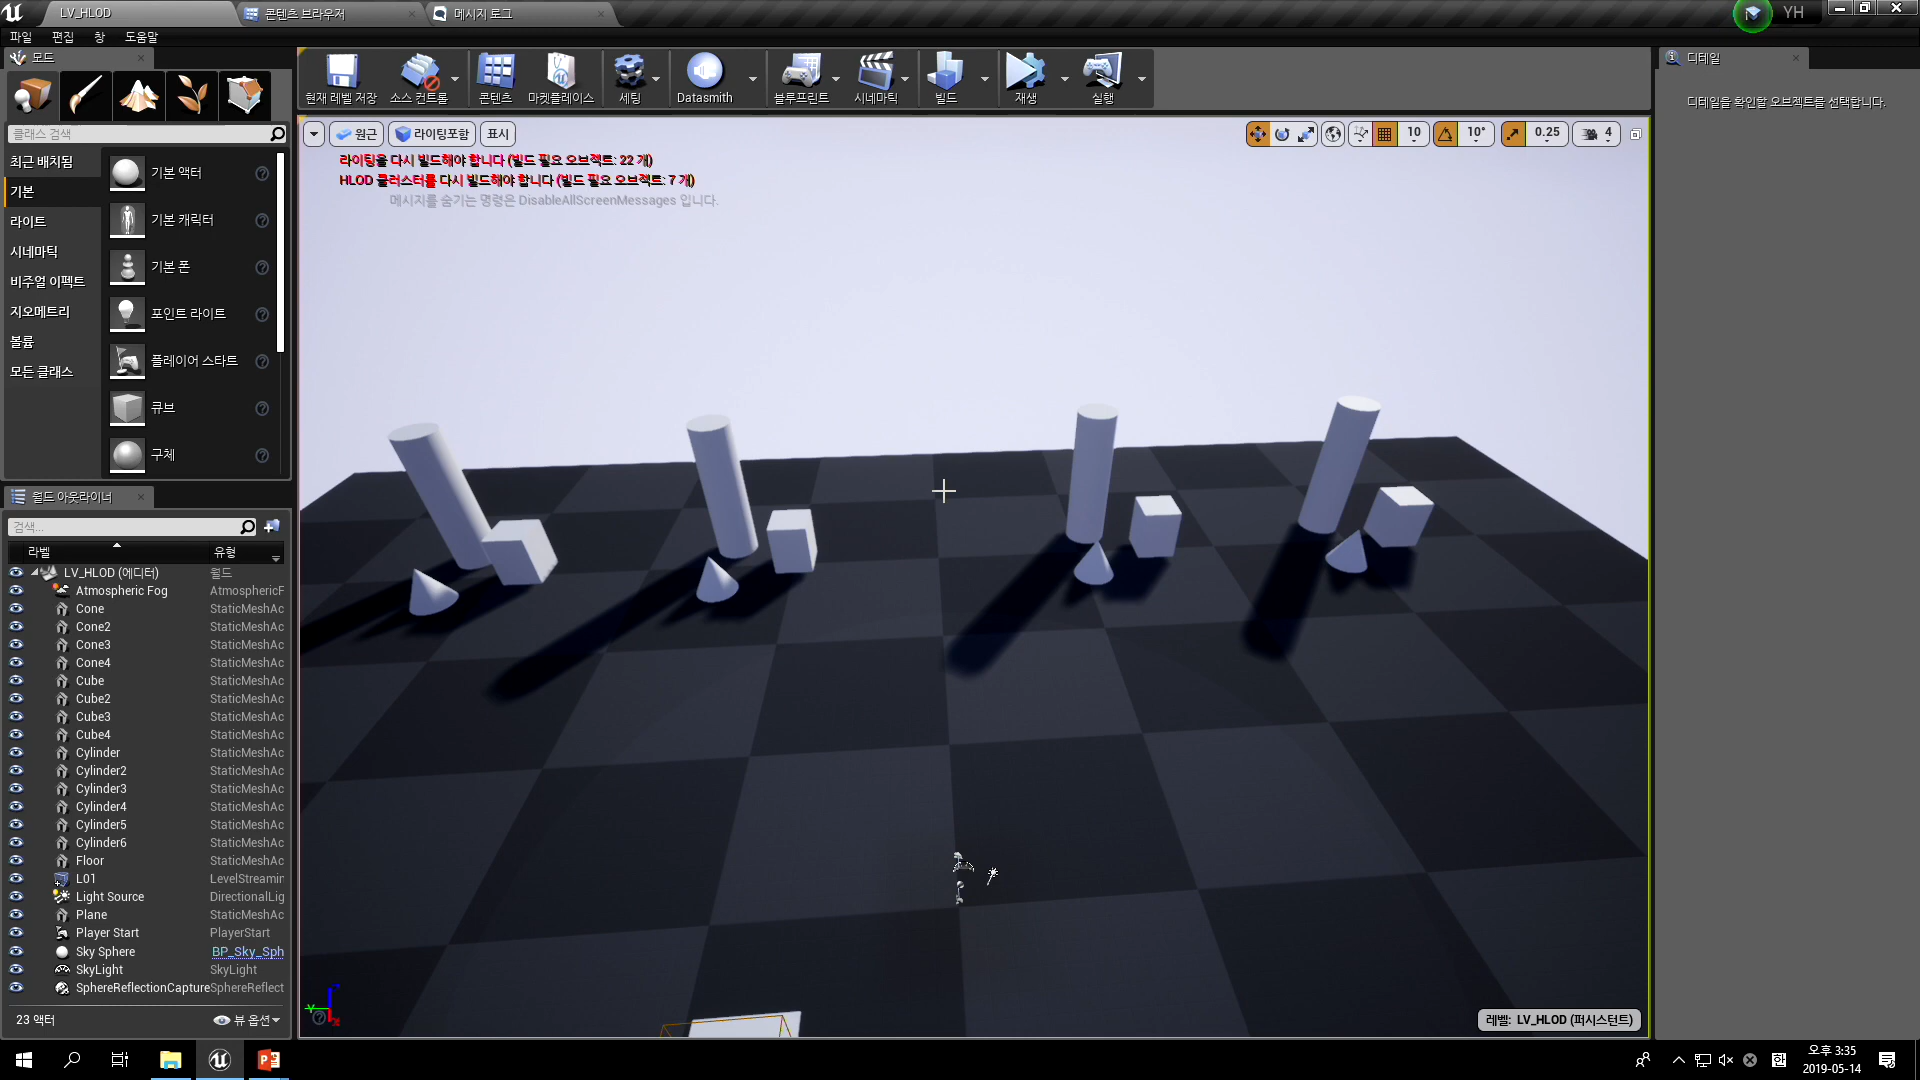 LV_HLOD
콘텐츠 브라우저
메시지 로그
YH
파일 편집 창 도움말
모드
클래스 검색
최근 배치됨
기본
라이트
시네마틱
비주얼 이펙트
지오메트리
볼륨
모든 클래스
기본 액터
기본 캐릭터
기본 폰
포인트 라이트
플레이어 스타트
큐브
구체
현재 레벨 저장
소스 컨트롤
콘텐츠
마켓플레이스
세팅
Datasmith
블루프린트
시네마틱
빌드
재생
실행
원근
라이팅포함
표시
10
10°
0.25
4
라이팅을 다시 빌드해야 합니다 (빌드 필요 오브젝트: 22 개)
HLOD 클러스터를 다시 빌드해야 합니다 (빌드 필요 오브젝트: 7 개)
메시지를 숨기는 명령은 DisableAllScreenMessages 입니다.
레벨: LV_HLOD (퍼시스턴트)
디테일
디테일을 확인할 오브젝트를 선택합니다.
월드 아웃라이너
검색...
라벨 유형
LV_HLOD (에디터) 월드
Atmospheric Fog AtmosphericF
Cone StaticMeshAc
Cone2 StaticMeshAc
Cone3 StaticMeshAc
Cone4 StaticMeshAc
Cube StaticMeshAc
Cube2 StaticMeshAc
Cube3 StaticMeshAc
Cube4 StaticMeshAc
Cylinder StaticMeshAc
Cylinder2 StaticMeshAc
Cylinder3 StaticMeshAc
Cylinder4 StaticMeshAc
Cylinder5 StaticMeshAc
Cylinder6 StaticMeshAc
Floor StaticMeshAc
L01 LevelStreamin
Light Source DirectionalLig
Plane StaticMeshAc
Player Start PlayerStart
Sky Sphere BP_Sky_Sph
SkyLight SkyLight
SphereReflectionCapture SphereReflect
23 액터
뷰 옵션
오후 3:35
2019-05-14